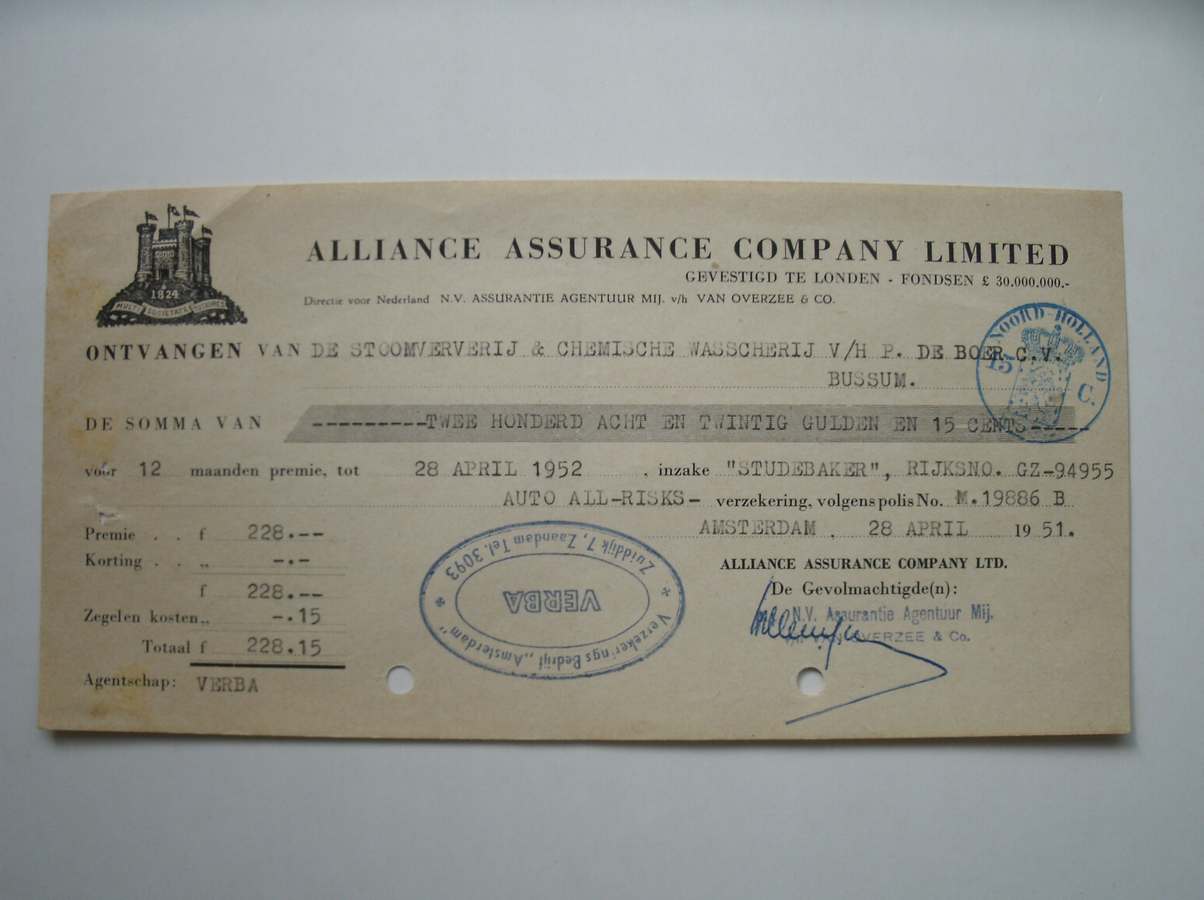 1824
MULTÆ SOCIETATE TUTIORES
ALLIANCE ASSURANCE COMPANY LIMITED
GEVESTIGD TE LONDEN - FONDSEN £ 30.000.000.-
Directie voor Nederland N.V. ASSURANTIE AGENTUUR MIJ. v/h VAN OVERZEE & CO.
NOORD-HOLLAND
15 C.
ONTVANGEN VAN DE STOOMVERVERIJ & CHEMISCHE WASSCHERIJ V/H P. DE BOER C.V.
BUSSUM.
DE SOMMA VAN ---------TWEE HONDERD ACHT EN TWINTIG GULDEN EN 15 CENTS-----
voor 12 maanden premie, tot 28 APRIL 1952, inzake "STUDEBAKER", RIJKSNO. GZ-94955
AUTO ALL-RISKS- verzekering, volgens polis No. M.19886 B
AMSTERDAM, 28 APRIL 1951.
Premie . . f 228.--
Korting . . „ -.-
f 228.--
Zegelen kosten „ -.15
Totaal f 228.15
Agentschap: VERBA
Verzekerings Bedrijf „Amsterdam"
VERBA
Zuiddijk 7, Zaandam Tel. 3093
ALLIANCE ASSURANCE COMPANY LTD.
De Gevolmachtigde(n):
N.V. Assurantie Agentuur Mij.
VAN OVERZEE & Co.